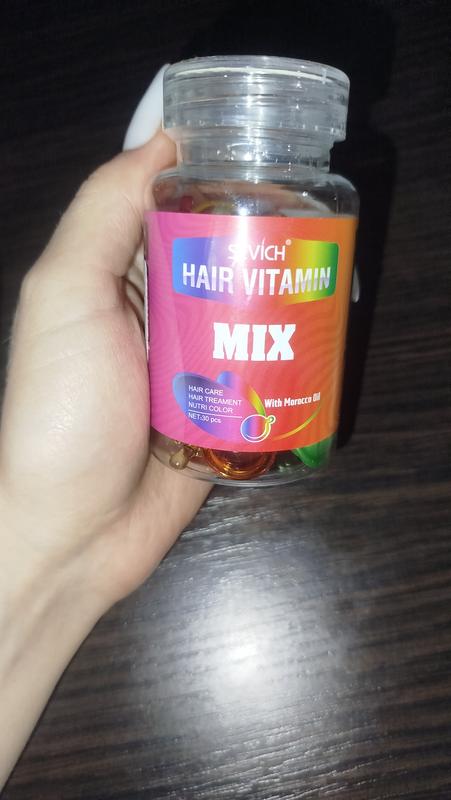 SEVICH®
HAIR VITAMIN
MIX
HAIR CARE
HAIR TREAMENT
NUTRI COLOR
NET:30 pcs
With Morocco Oil